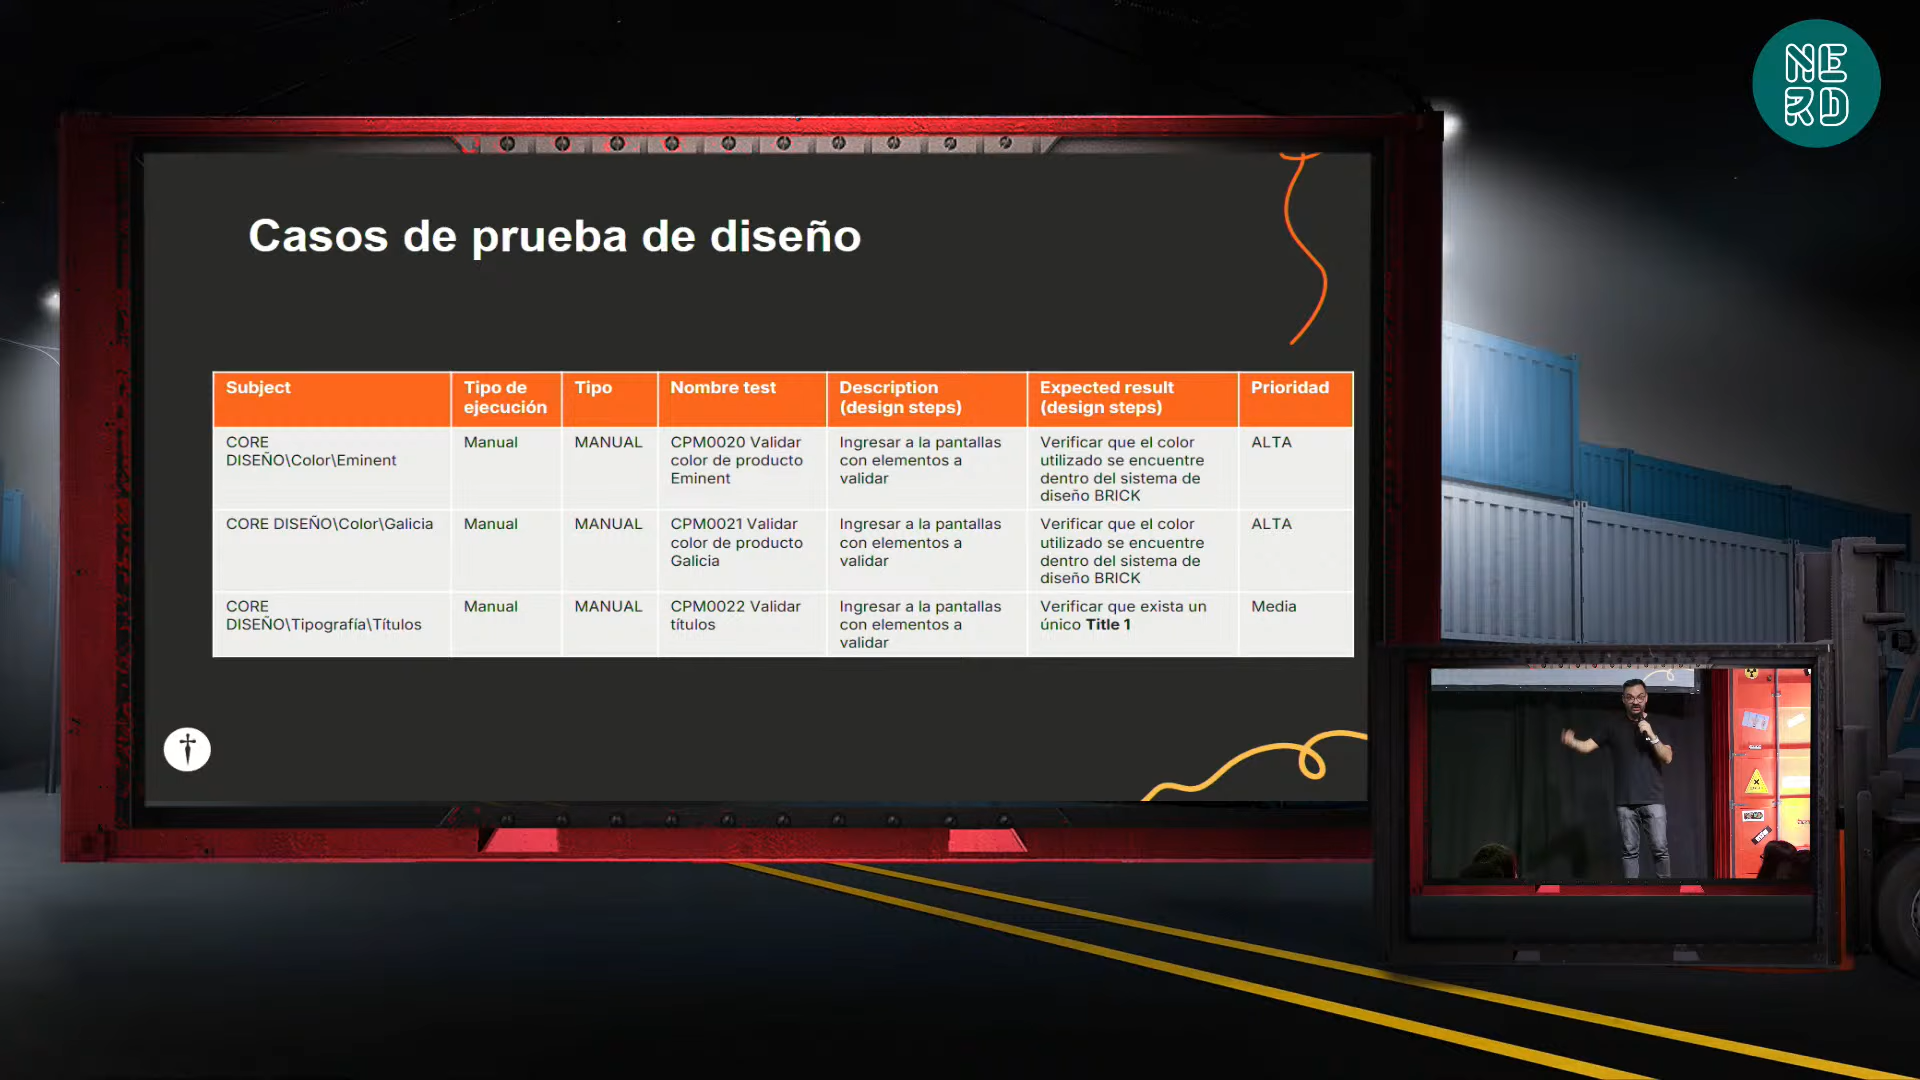 NE
RD
Casos de prueba de diseño
Subject
Tipo de
ejecución
Tipo
Nombre test
Description
(design steps)
Expected result
(design steps)
Prioridad
CORE
DISEÑO\Color\Eminent
Manual
MANUAL
CPM0020 Validar
color de producto
Eminent
Ingresar a la pantallas
con elementos a
validar
Verificar que el color
utilizado se encuentre
dentro del sistema de
diseño BRICK
ALTA
CORE DISEÑO\Color\Galicia
Manual
MANUAL
CPM0021 Validar
color de producto
Galicia
Ingresar a la pantallas
con elementos a
validar
Verificar que el color
utilizado se encuentre
dentro del sistema de
diseño BRICK
ALTA
CORE
DISEÑO\Tipografía\Títulos
Manual
MANUAL
CPM0022 Validar
títulos
Ingresar a la pantallas
con elementos a
validar
Verificar que exista un
único Title 1
Media